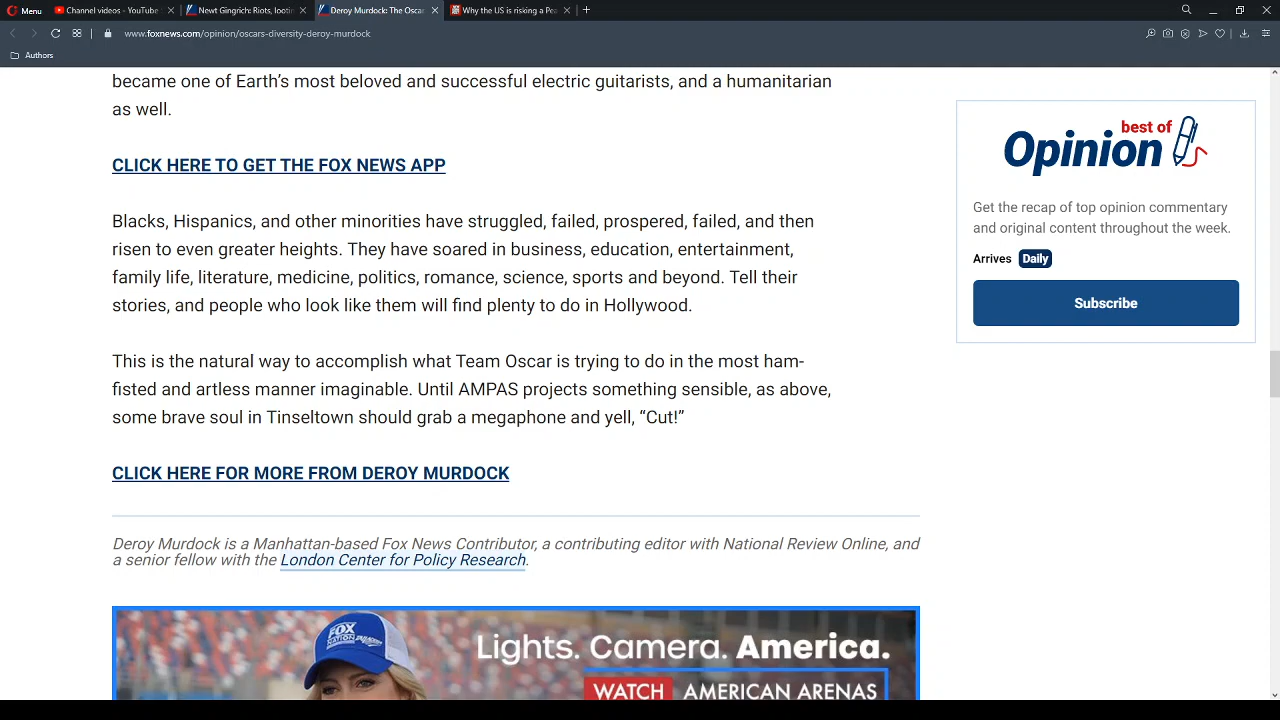 Menu
Channel videos - YouTube
Newt Gingrich: Riots, lootin
Deroy Murdock: The Osca
Why the US is risking a Pea
www.foxnews.com/opinion/oscars-diversity-deroy-murdock
Authors
became one of Earth's most beloved and successful electric guitarists, and a humanitarian
as well.
CLICK HERE TO GET THE FOX NEWS APP
Blacks, Hispanics, and other minorities have struggled, failed, prospered, failed, and then
risen to even greater heights. They have soared in business, education, entertainment,
family life, literature, medicine, politics, romance, science, sports and beyond. Tell their
stories, and people who look like them will find plenty to do in Hollywood.
This is the natural way to accomplish what Team Oscar is trying to do in the most ham-
fisted and artless manner imaginable. Until AMPAS projects something sensible, as above,
some brave soul in Tinseltown should grab a megaphone and yell, “Cut!”
CLICK HERE FOR MORE FROM DEROY MURDOCK
Deroy Murdock is a Manhattan-based Fox News Contributor, a contributing editor with National Review Online, and
a senior fellow with the London Center for Policy Research.
FOX
NATION
Lights. Camera. America.
WATCH AMERICAN ARENAS
best of
Opinion
Get the recap of top opinion commentary
and original content throughout the week.
Arrives Daily
Subscribe